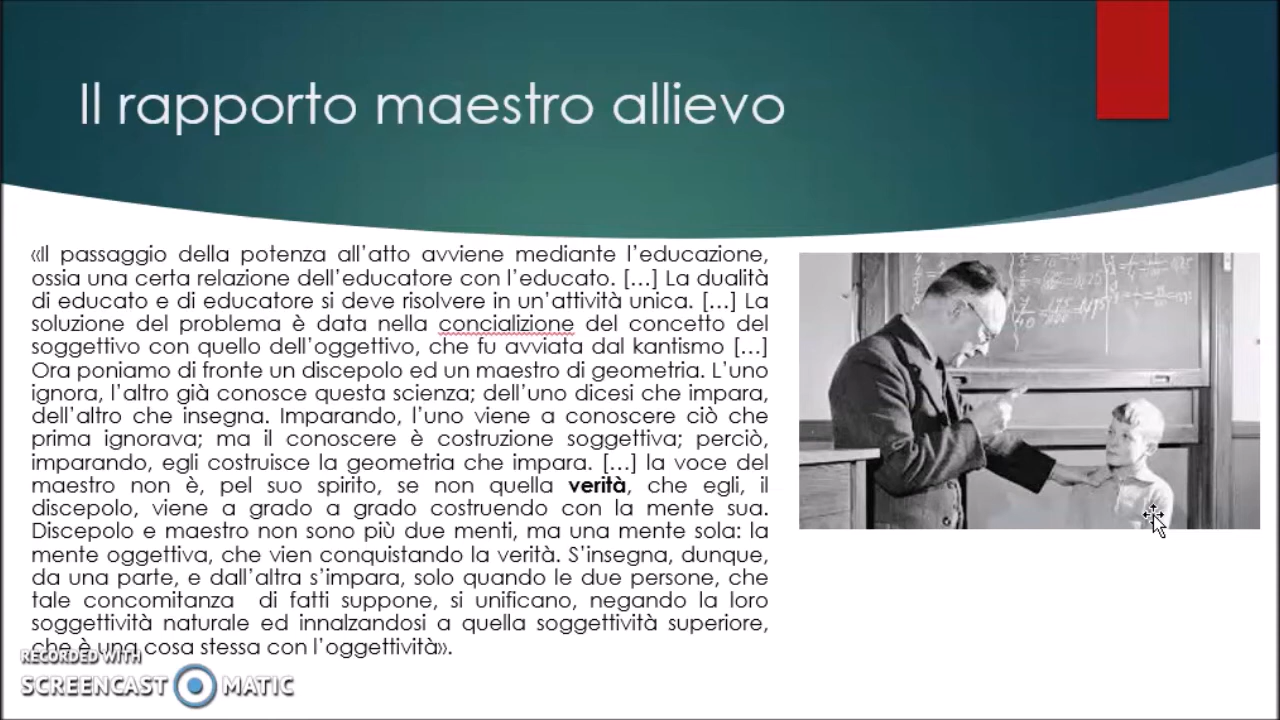 Il rapporto maestro allievo
«Il passaggio della potenza all'atto avviene mediante l'educazione,
ossia una certa relazione dell'educatore con l'educato. […] La dualità
di educato e di educatore si deve risolvere in un'attività unica. […] La
soluzione del problema è data nella concializione del concetto del
soggettivo con quello dell'oggettivo, che fu avviata dal kantismo […]
Ora poniamo di fronte un discepolo ed un maestro di geometria. L'uno
ignora, l'altro già conosce questa scienza; dell'uno dicesi che impara,
dell'altro che insegna. Imparando, l'uno viene a conoscere ciò che
prima ignorava; ma il conoscere è costruzione soggettiva; perciò,
imparando, egli costruisce la geometria che impara. […] la voce del
maestro non è, pel suo spirito, se non quella verità, che egli, il
discepolo, viene a grado a grado costruendo con la mente sua.
Discepolo e maestro non sono più due menti, ma una mente sola: la
mente oggettiva, che vien conquistando la verità. S'insegna, dunque,
da una parte, e dall'altra s'impara, solo quando le due persone, che
tale concomitanza di fatti suppone, si unificano, negando la loro
soggettività naturale ed innalzandosi a quella soggettività superiore,
che è una cosa stessa con l'oggettività».
RECORDED WITH
SCREENCAST MATIC